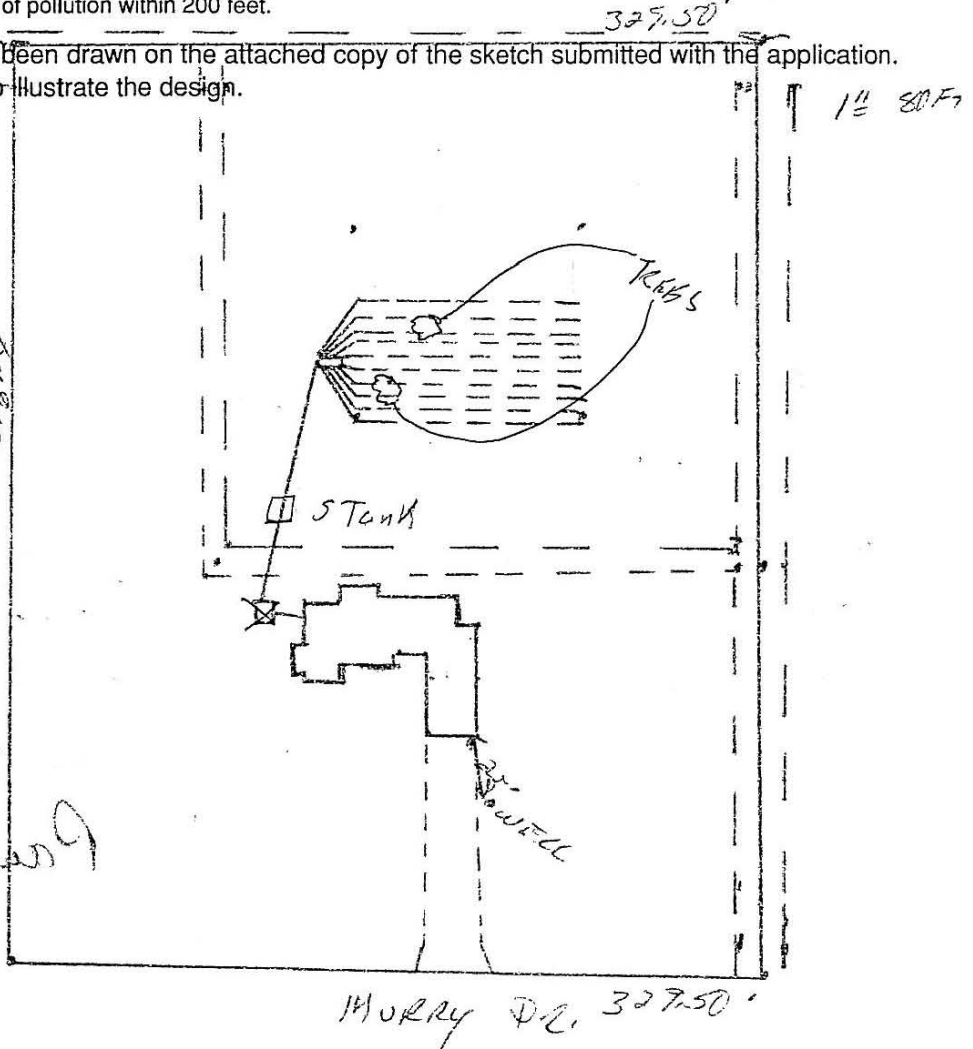 of pollution within 200 feet.
329.50'
been drawn on the attached copy of the sketch submitted with the application.
illustrate the design.
1" = 80 FT
TREES
S Tank
25'
WELL
MURRY DR. 329.50'